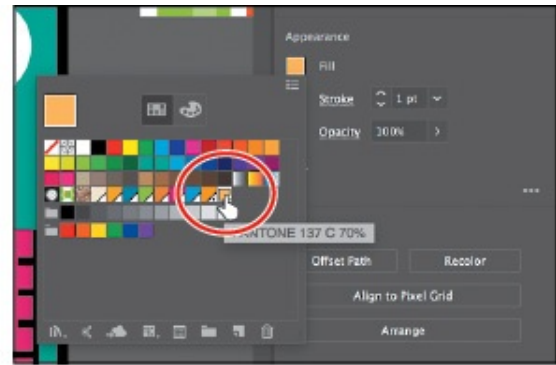 Appearance
Fill
Stroke 1 pt
Opacity 100%
PANTONE 137 C 70%
Offset Path Recolor
Align to Pixel Grid
Arrange